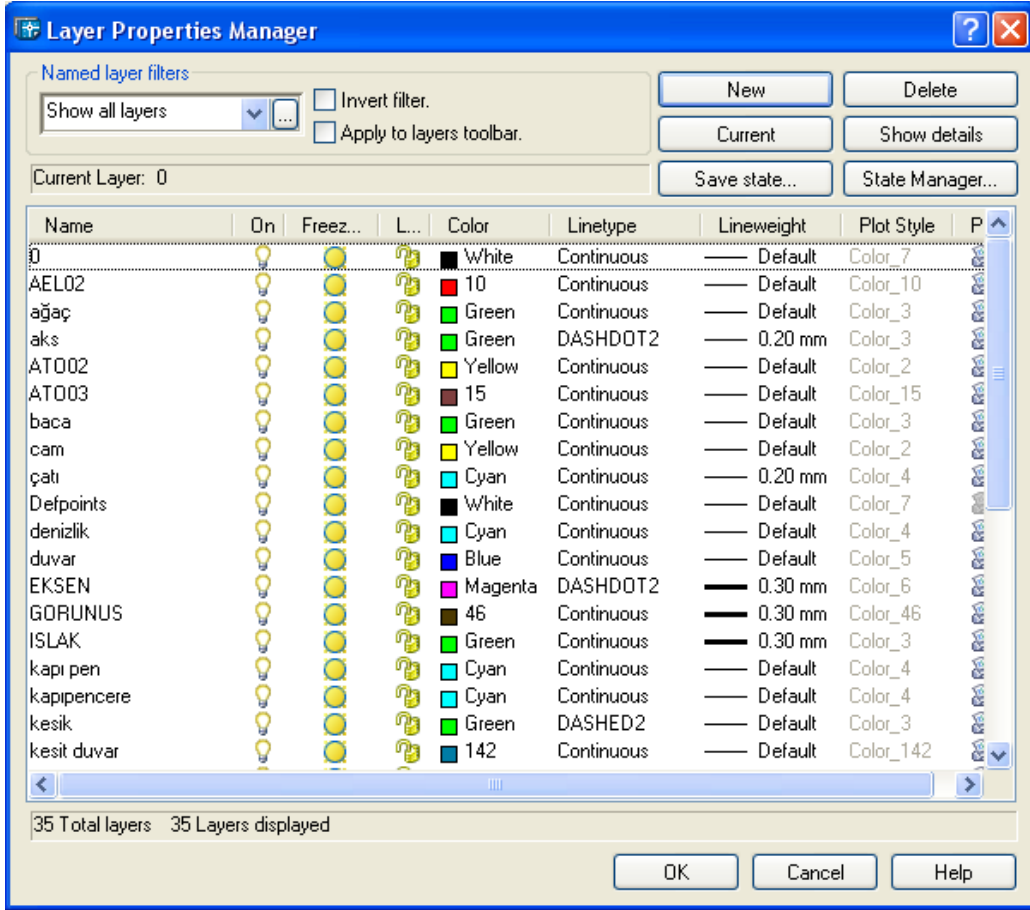 Layer Properties Manager
Named layer filters
Show all layers ... Invert filter. New Delete
Apply to layers toolbar. Current Show details
Current Layer: 0 Save state... State Manager...
Name On Freez... L... Color Linetype Lineweight Plot Style P
0 White Continuous Default Color_7
AEL02 10 Continuous Default Color_10
ağaç Green Continuous Default Color_3
aks Green DASHDOT2 0.20 mm Color_3
ATO02 Yellow Continuous Default Color_2
ATO03 15 Continuous Default Color_15
baca Green Continuous Default Color_3
cam Yellow Continuous Default Color_2
çatı Cyan Continuous 0.20 mm Color_4
Defpoints White Continuous Default Color_7
denizlik Cyan Continuous Default Color_4
duvar Blue Continuous Default Color_5
EKSEN Magenta DASHDOT2 0.30 mm Color_6
GORUNUS 46 Continuous 0.30 mm Color_46
ISLAK Green Continuous 0.30 mm Color_3
kapı pen Cyan Continuous Default Color_4
kapıpencere Cyan Continuous Default Color_4
kesik Green DASHED2 Default Color_3
kesit duvar 142 Continuous Default Color_142
35 Total layers 35 Layers displayed
OK Cancel Help